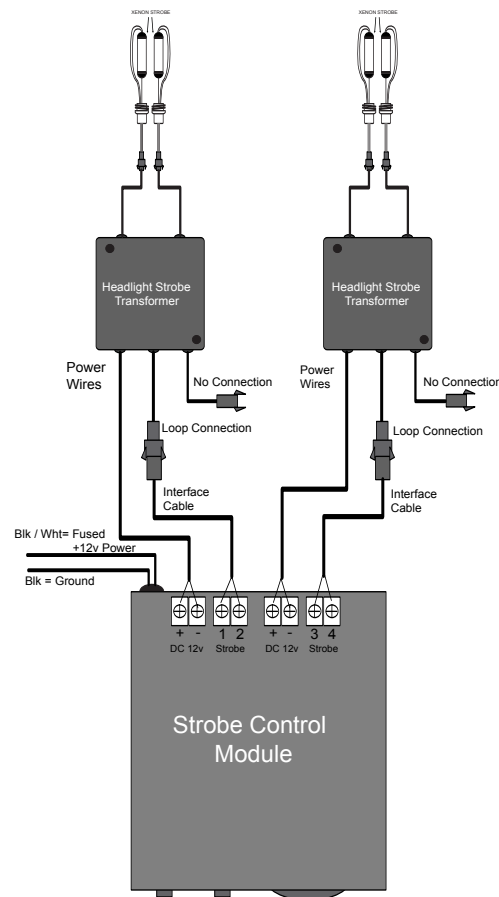 XENON STROBE
XENON STROBE
Headlight Strobe
Transformer
Headlight Strobe
Transformer
Power
Wires
No Connection
Power
Wires
No Connection
Loop Connection
Loop Connection
Interface
Cable
Interface
Cable
Blk / Wht= Fused
+12v Power
Blk = Ground
+ - 1 2 + - 3 4
DC 12v Strobe DC 12v Strobe
Strobe Control
Module